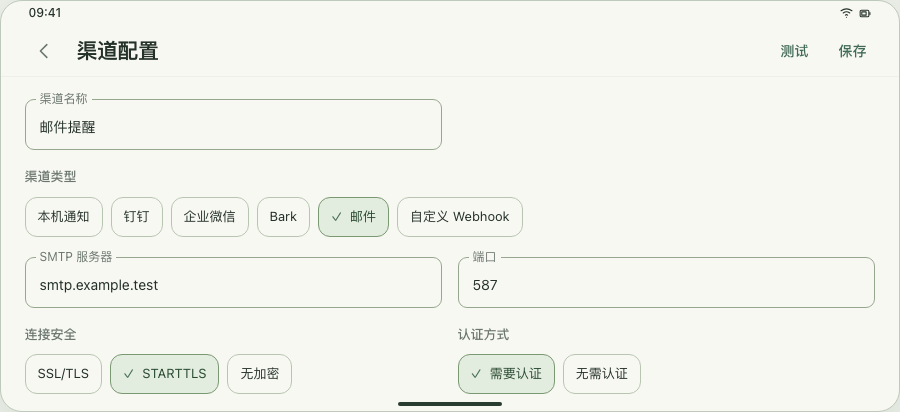 09:41
渠道配置
测试
保存
渠道名称
邮件提醒
渠道类型
本机通知
钉钉
企业微信
Bark
邮件
自定义 Webhook
SMTP 服务器
smtp.example.test
端口
587
连接安全
SSL/TLS
STARTTLS
无加密
认证方式
需要认证
无需认证